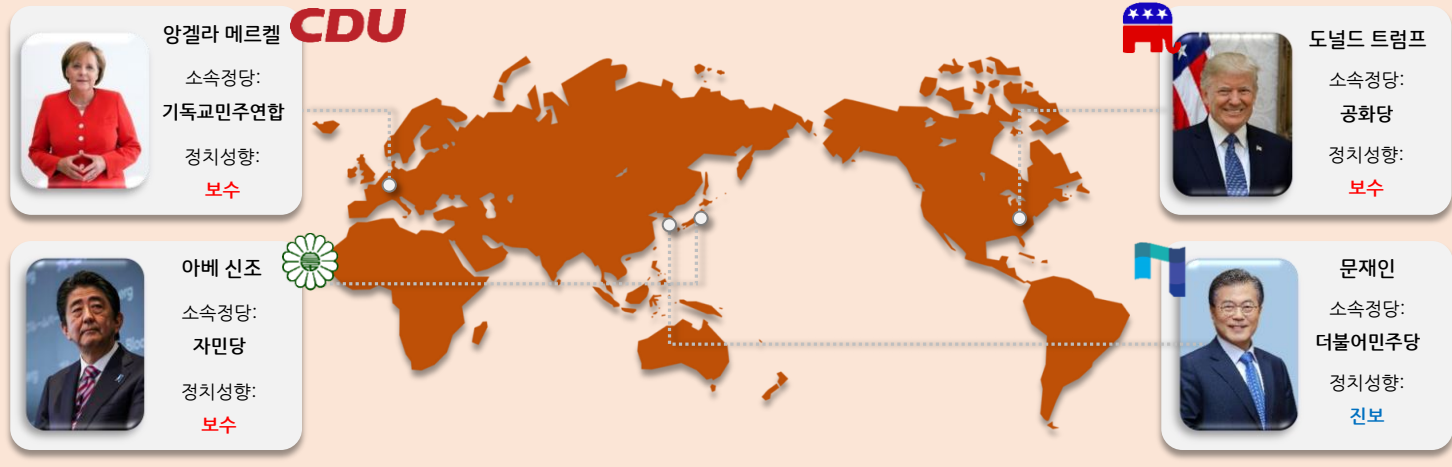 앙겔라 메르켈
소속정당:
기독교민주연합
정치성향:
보수
CDU
도널드 트럼프
소속정당:
공화당
정치성향:
보수
아베 신조
소속정당:
자민당
정치성향:
보수
문재인
소속정당:
더불어민주당
정치성향:
진보